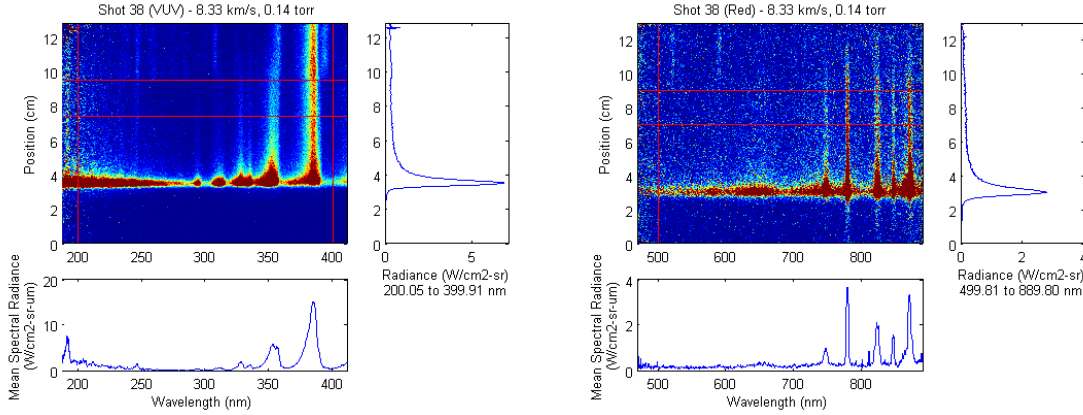 Shot 38 (VUV) - 8.33 km/s, 0.14 torr
Position (cm)
12
10
8
6
4
2
0
12
10
8
6
4
2
0
0 5
Radiance (W/cm2-sr)
200.05 to 399.91 nm
Mean Spectral Radiance
(W/cm2-sr-um)
20
10
0
200 250 300 350 400
Wavelength (nm)
Shot 38 (Red) - 8.33 km/s, 0.14 torr
Position (cm)
12
10
8
6
4
2
0
500 600 700 800
12
10
8
6
4
2
0
0 2 4
Radiance (W/cm2-sr)
499.81 to 889.80 nm
Mean Spectral Radiance
(W/cm2-sr-um)
4
2
0
500 600 700 800
Wavelength (nm)